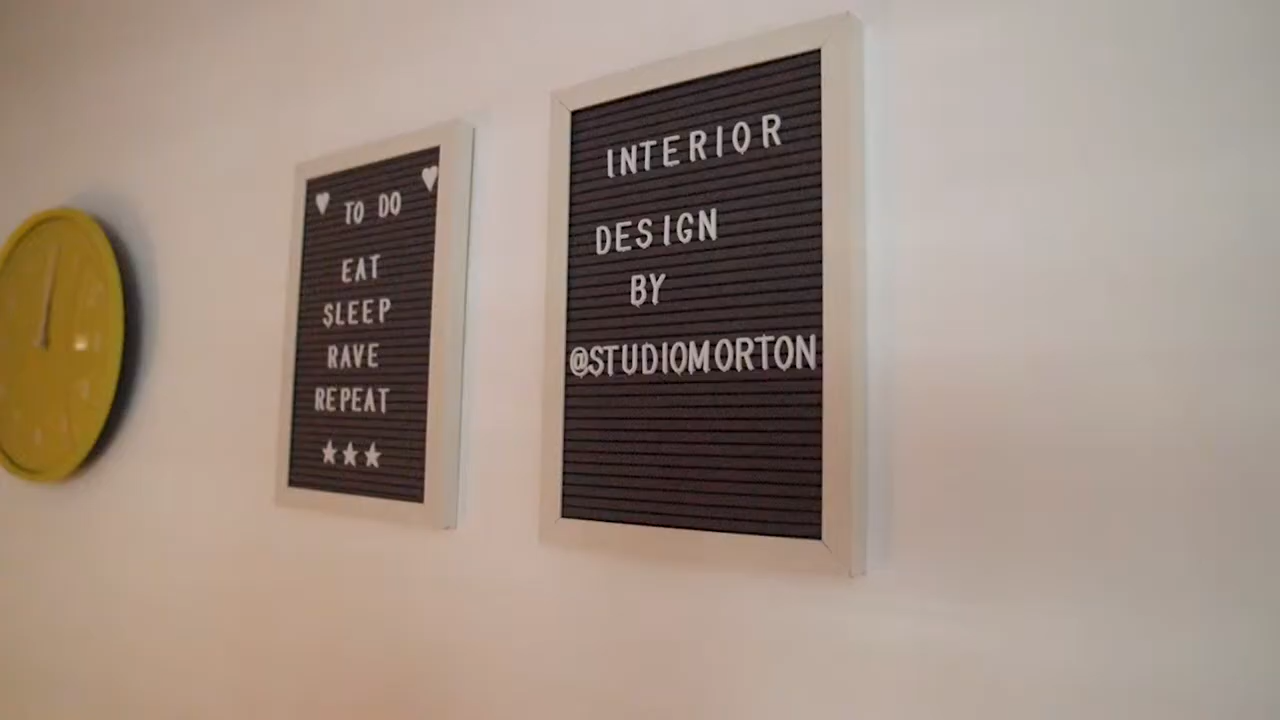 TO DO
EAT
SLEEP
RAVE
REPEAT
INTERIOR
DESIGN
BY
@STUDIOMORTON